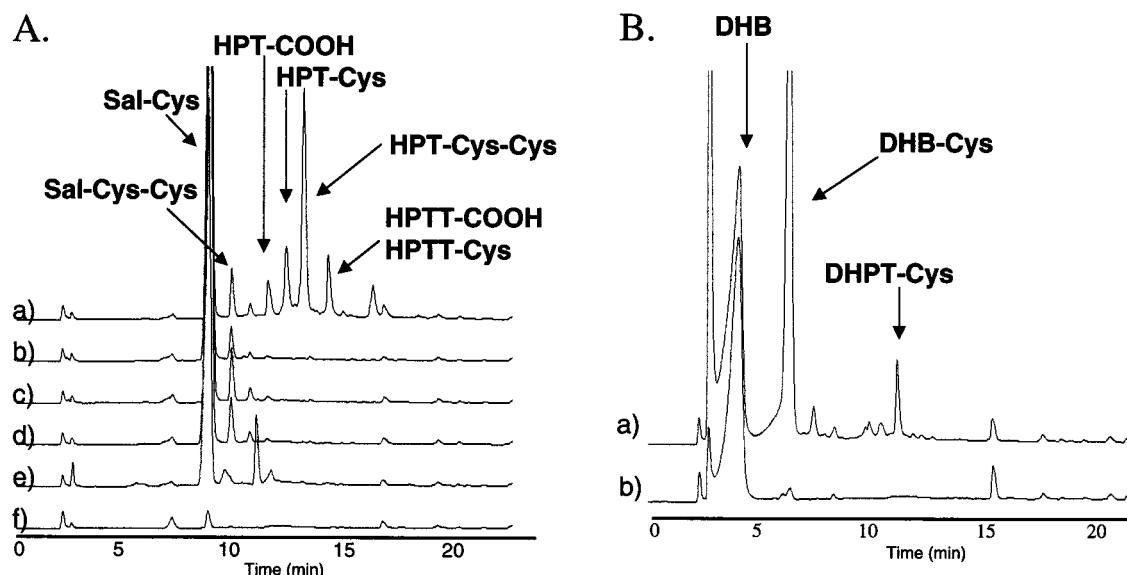 A.
HPT-COOH
HPT-Cys
Sal-Cys
HPT-Cys-Cys
Sal-Cys-Cys
HPTT-COOH
HPTT-Cys
a)
b)
c)
d)
e)
f)
0 5 10 15 20
Time (min)
B.
DHB
DHB-Cys
DHPT-Cys
a)
b)
0 5 10 15 20
Time (min)